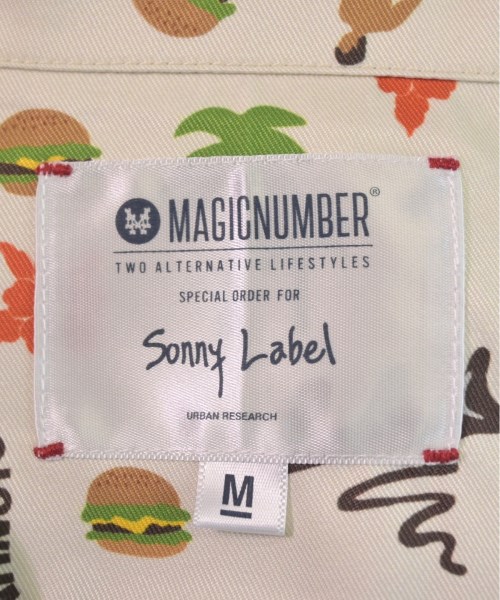 MAGICNUMBER®
TWO ALTERNATIVE LIFESTYLES
SPECIAL ORDER FOR
Sonny Label
URBAN RESEARCH
M